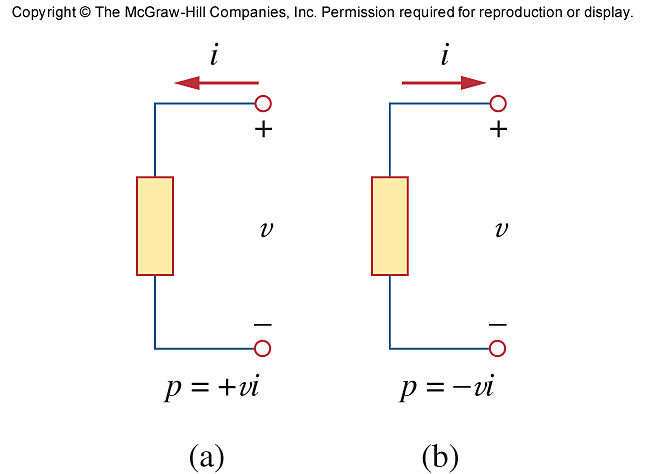 Copyright © The McGraw-Hill Companies, Inc. Permission required for reproduction or display.
i i
+ +
v v
– –
p = +vi p = −vi
(a) (b)